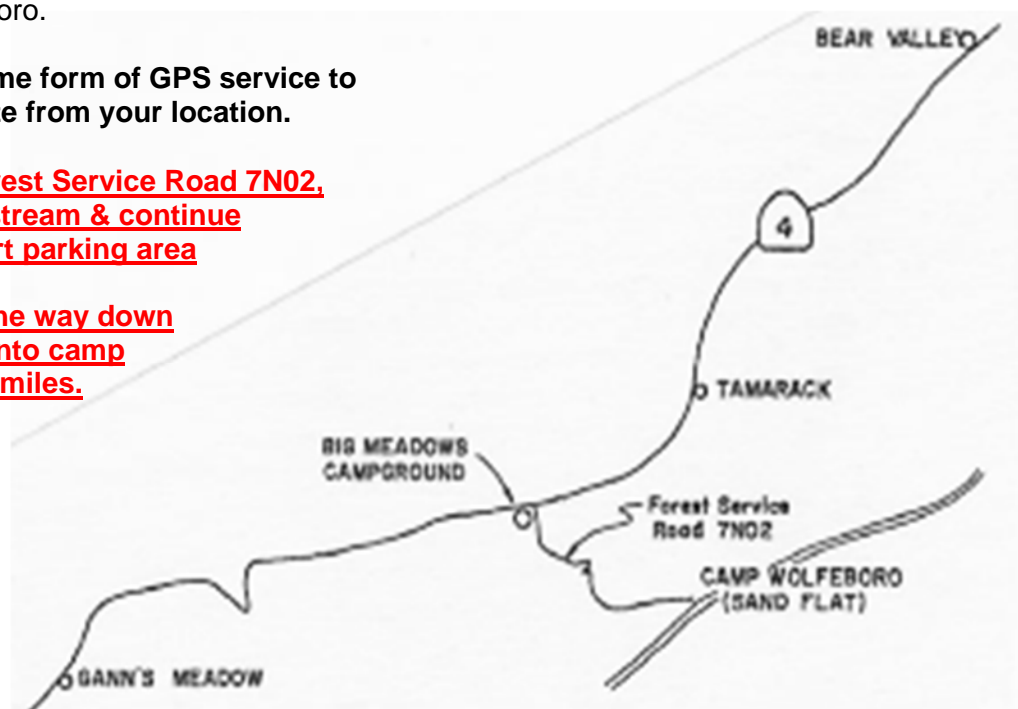 oro.
me form of GPS service to
te from your location.
est Service Road 7N02,
stream & continue
rt parking area
he way down
nto camp
miles.
BEAR VALLEY
4
TAMARACK
BIG MEADOWS
CAMPGROUND
Forest Service
Road 7N02
CAMP WOLFEBORO
(SAND FLAT)
GANN'S MEADOW